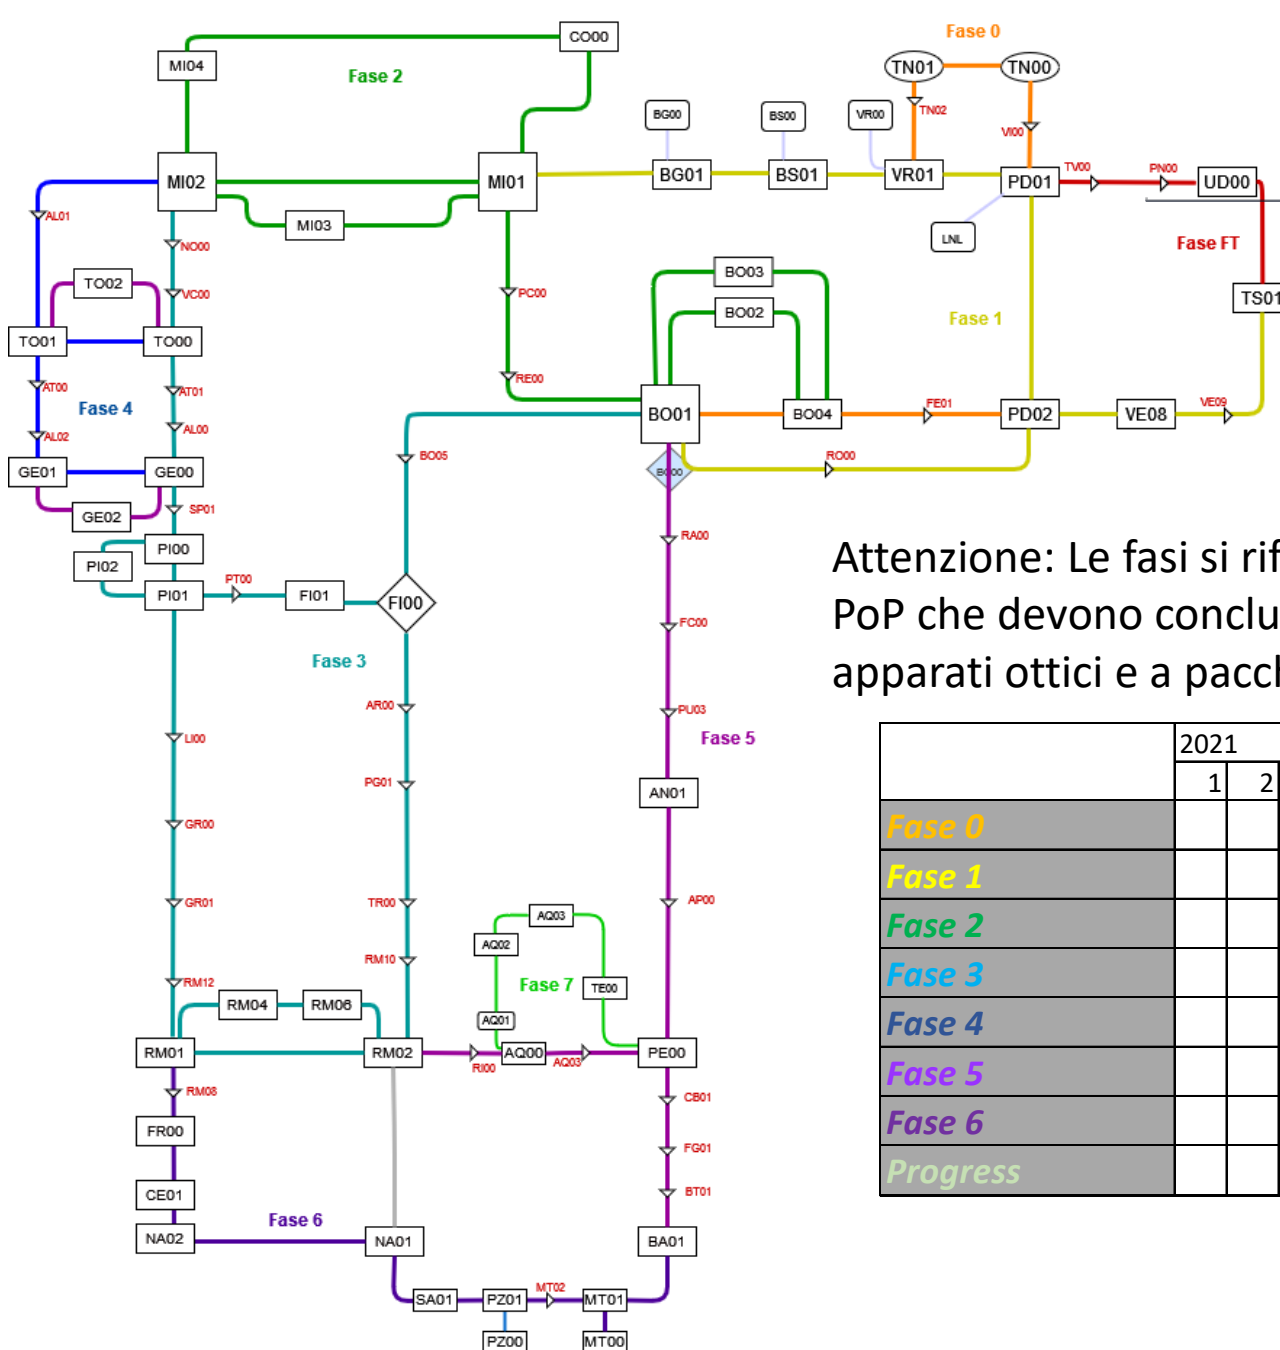 Fase 0
CO00
MI04
Fase 2
TN01
TN00
TN02
BG00
BS00
VR00
VI00
MI02
MI01
BG01
BS01
VR01
PD01
TV00
PN00
UD00
AL01
MI03
LNL
Fase FT
NO00
BO03
TO02
VC00
PC00
BO02
Fase 1
TS01
TO01
TO00
RE00
AT00
AT01
Fase 4
BO01
BO04
FE01
PD02
VE08
VE09
AL02
AL00
BO05
RO00
GE01
GE00
BO00
GE02
SP01
RA00
PI00
PI02
PI01
PT00
FI01
FI00
FC00
Attenzione: Le fasi si rif
PoP che devono conclu
apparati ottici e a pacch
Fase 3
AR00
PU03
LI00
Fase 5
PG01
AN01
GR00
GR01
TR00
AP00
AQ03
AQ02
RM10
RM12
Fase 7
TE00
RM04
RM06
AQ01
RM01
RM02
RI00
AQ00
AQ03
PE00
RM08
CB01
FR00
FG01
CE01
BT01
NA02
Fase 6
NA01
BA01
SA01
PZ01
MT02
MT01
PZ00
MT00
2021
1 2
Fase 0
Fase 1
Fase 2
Fase 3
Fase 4
Fase 5
Fase 6
Progress